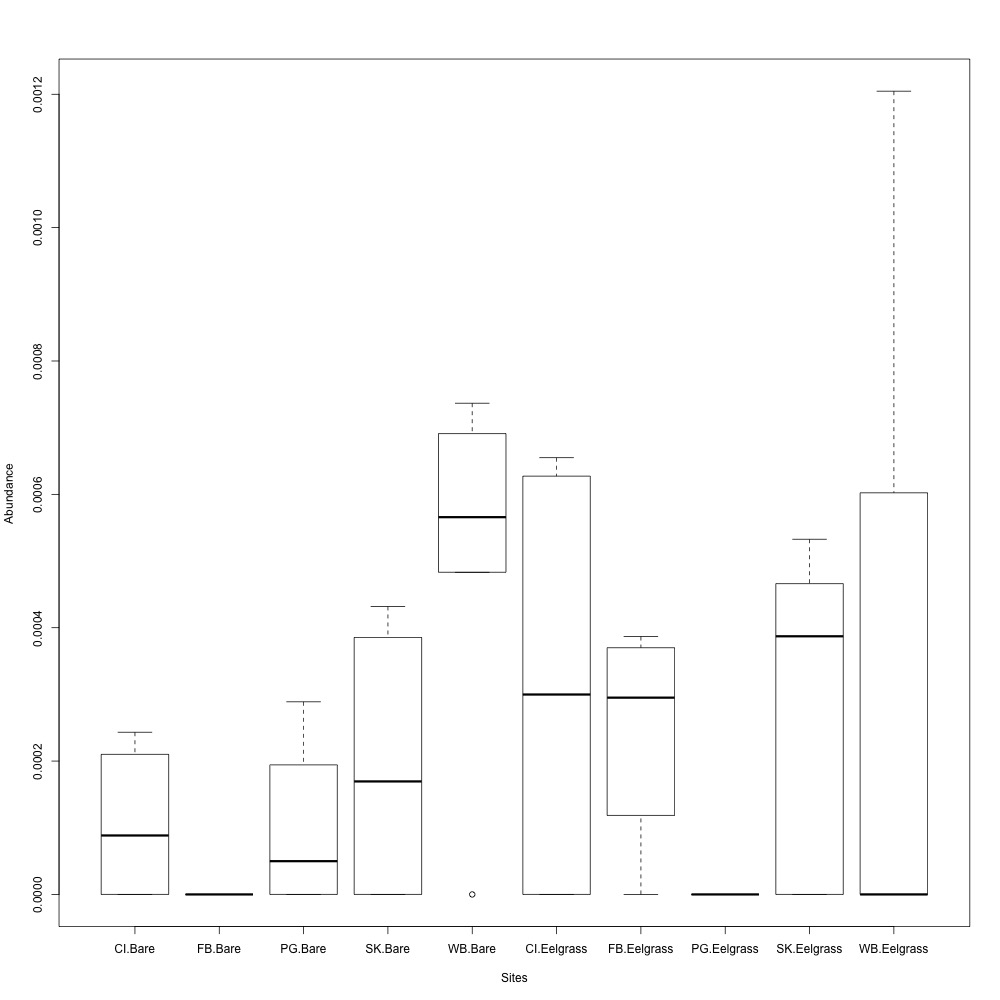 Abundance
0.0012
0.0010
0.0008
0.0006
0.0004
0.0002
0.0000
CI.Bare FB.Bare PG.Bare SK.Bare WB.Bare CI.Eelgrass FB.Eelgrass PG.Eelgrass SK.Eelgrass WB.Eelgrass
Sites